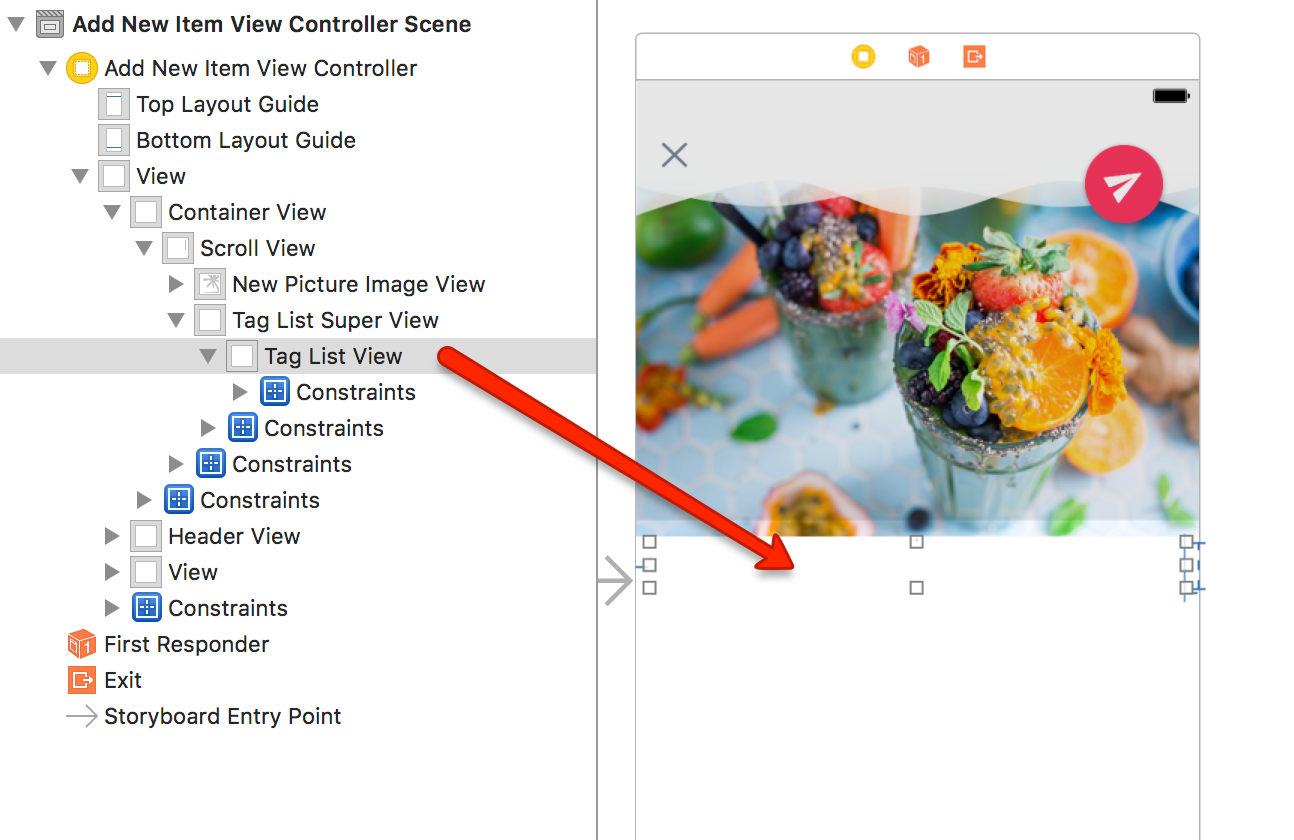 Add New Item View Controller Scene
Add New Item View Controller
Top Layout Guide
Bottom Layout Guide
View
Container View
Scroll View
New Picture Image View
Tag List Super View
Tag List View
Constraints
Constraints
Constraints
Constraints
Header View
View
Constraints
First Responder
Exit
Storyboard Entry Point